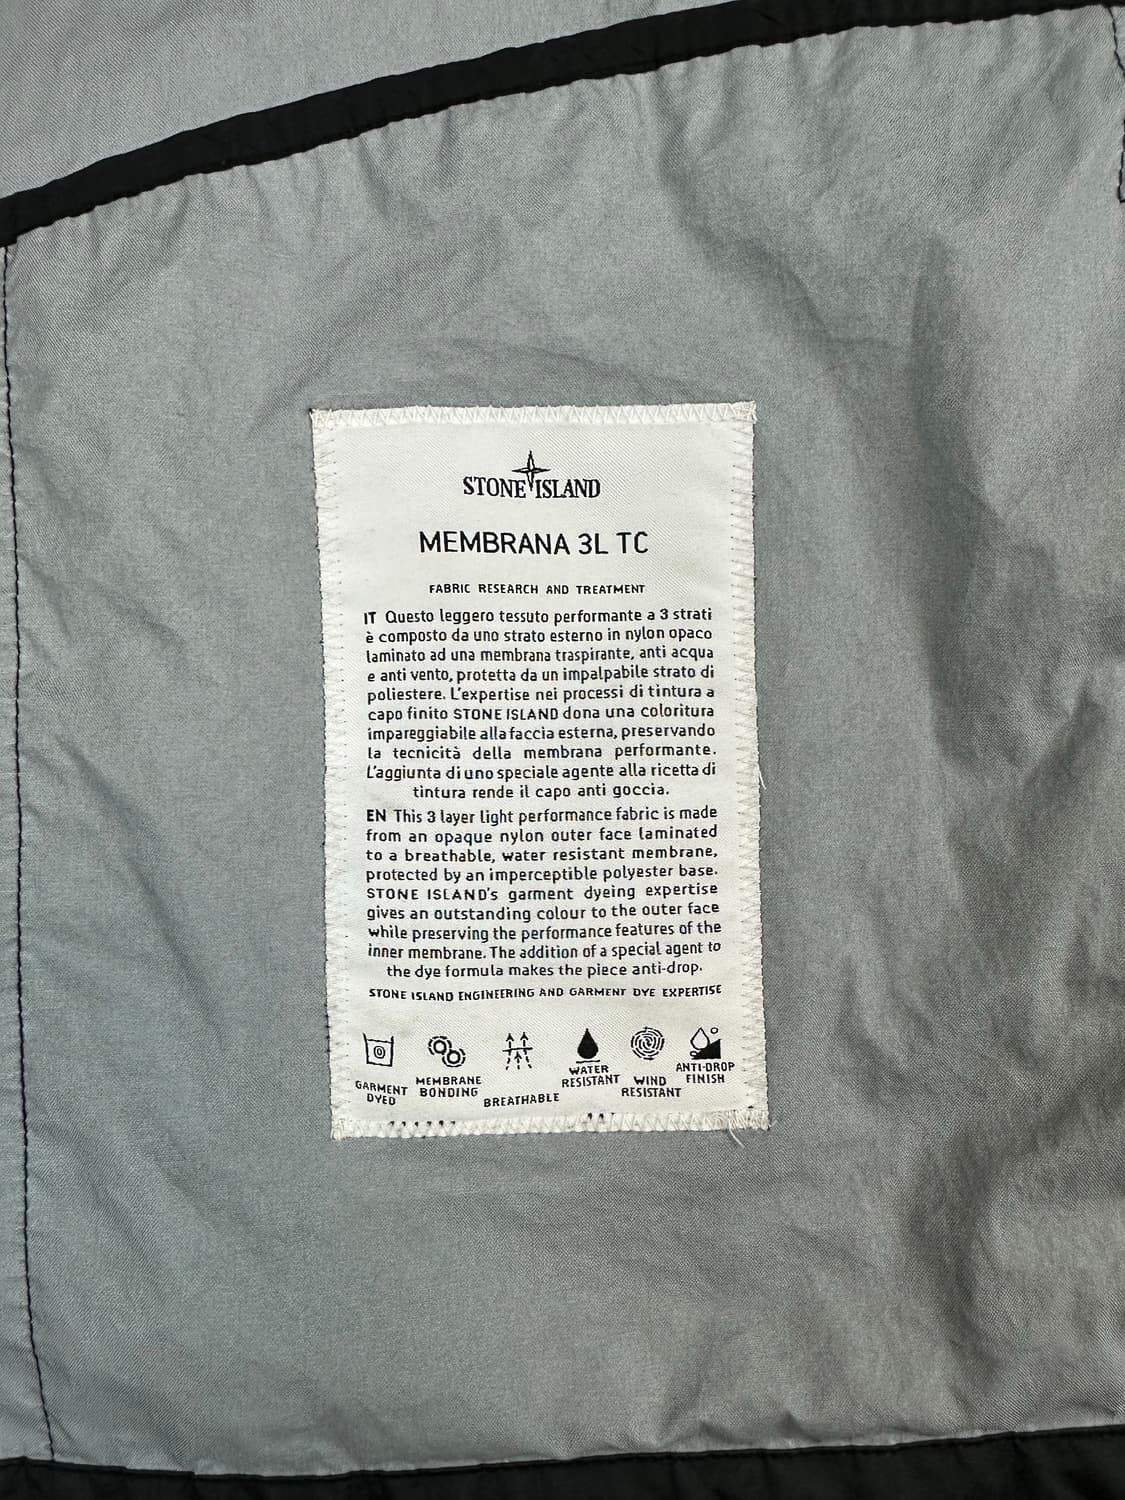 STONE ISLAND
MEMBRANA 3L TC
FABRIC RESEARCH AND TREATMENT
IT Questo leggero tessuto performante a 3 strati
è composto da uno strato esterno in nylon opaco
laminato ad una membrana traspirante, anti acqua
e anti vento, protetta da un impalpabile strato di
poliestere. L'expertise nei processi di tintura a
capo finito STONE ISLAND dona una coloritura
impareggiabile alla faccia esterna, preservando
la tecnicità della membrana performante.
L'aggiunta di uno speciale agente alla ricetta di
tintura rende il capo anti goccia.
EN This 3 layer light performance fabric is made
from an opaque nylon outer face laminated
to a breathable, water resistant membrane,
protected by an imperceptible polyester base.
STONE ISLAND's garment dyeing expertise
gives an outstanding colour to the outer face
while preserving the performance features of the
inner membrane. The addition of a special agent to
the dye formula makes the piece anti-drop.
STONE ISLAND ENGINEERING AND GARMENT DYE EXPERTISE
GARMENT
DYED
MEMBRANE
BONDING
BREATHABLE
WATER
RESISTANT
WIND
RESISTANT
ANTI-DROP
FINISH